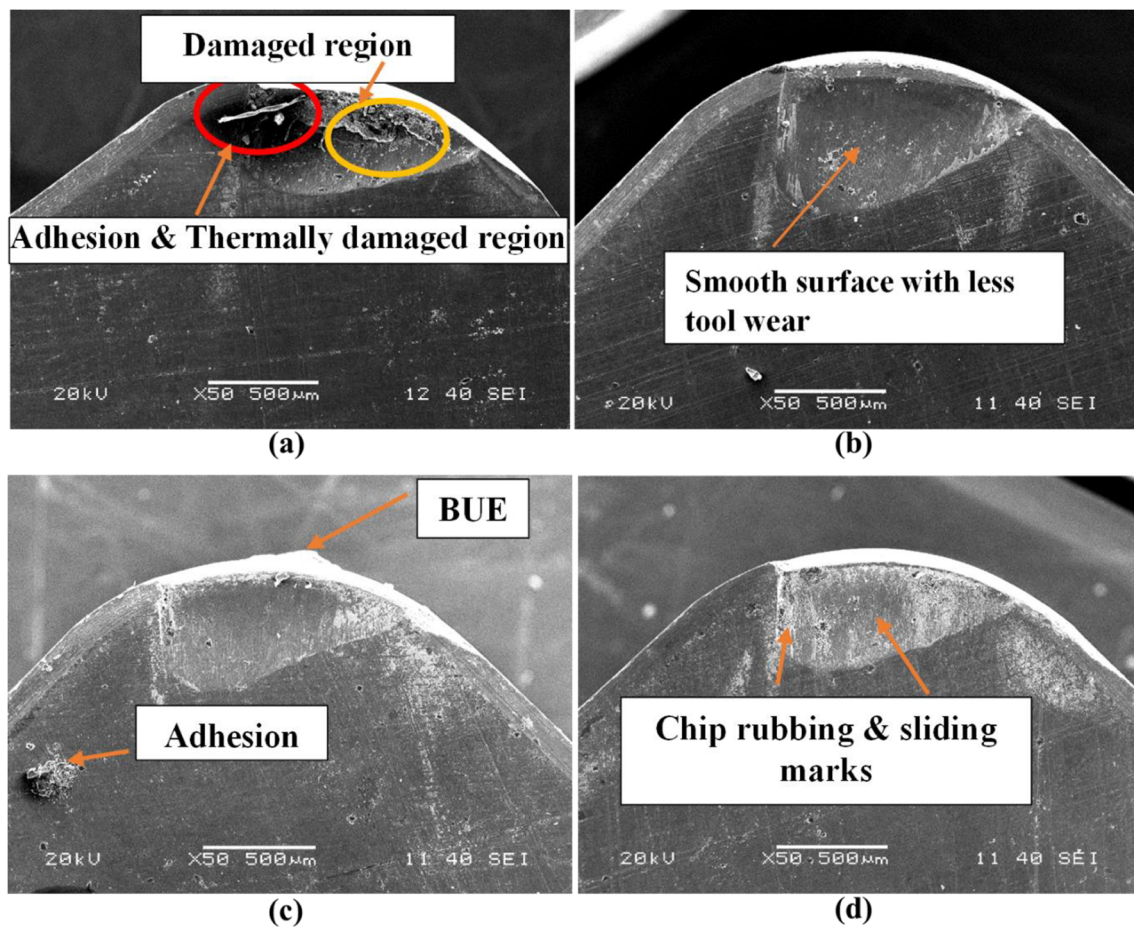 Damaged region
Adhesion & Thermally damaged region
20kV X50 500µm 12 40 SEI
(a)
Smooth surface with less
tool wear
20kV X50 500µm 11 40 SEI
(b)
BUE
Adhesion
20kV X50 500µm 11 40 SEI
(c)
Chip rubbing & sliding
marks
20kV X50 500µm 11 40 SEI
(d)